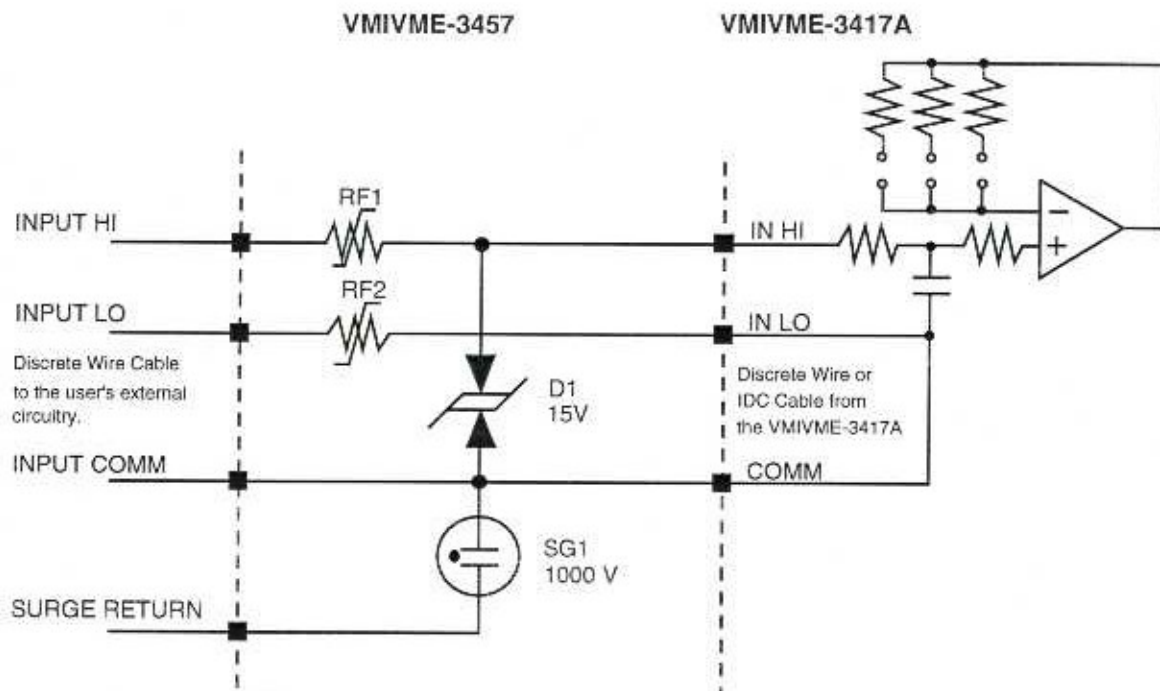 VMIVME-3457
VMIVME-3417A
RF1
INPUT HI
IN HI
−
+
RF2
INPUT LO
IN LO
Discrete Wire Cable
to the user's external
circuitry.
D1
15V
Discrete Wire or
IDC Cable from
the VMIVME-3417A
INPUT COMM
COMM
SG1
1000 V
SURGE RETURN